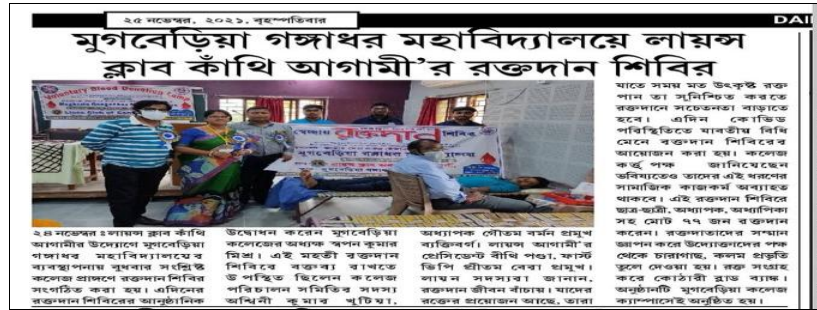 ২৫ নভেম্বর, ২০২১, বৃহস্পতিবার
DAI
মুগবেড়িয়া গঙ্গাধর মহাবিদ্যালয়ে লায়ন্স
ক্লাব কাঁথি আগামী'র রক্তদান শিবির
Voluntary Blood Donation Camp
স্বেচ্ছায় রক্তদান শিবির
২৪ নভেম্বর : লায়ন্স ক্লাব কাঁথি
আগামীর উদ্যোগে মুগবেড়িয়া
গঙ্গাধর মহাবিদ্যালয়ের
ব্যবস্থাপনায় বুধবার সংশ্লিষ্ট
কলেজ প্রাঙ্গণে রক্তদান শিবির
সংগঠিত করা হয়। এদিনের
রক্তদান শিবিরের আনুষ্ঠানিক
উদ্বোধন করেন মুগবেড়িয়া
কলেজের অধ্যক্ষ স্বপন কুমার
মিশ্র। এই মহতী রক্তদান
শিবিরে বক্তব্য রাখতে
উপস্থিত ছিলেন কলেজ
পরিচালন সমিতির সদস্য
অশ্বিনী কুমার খুটিয়া,
অধ্যাপক গৌতম বর্মন প্রমুখ
ব্যক্তিবর্গ। লায়ন্স আগামী'র
প্রেসিডেন্ট বীথি পণ্ডা, ফার্স্ট
ভিপি প্রীতম বেরা প্রমুখ।
লায়ন সদস্যরা জানান,
রক্তদান জীবন বাঁচায়। যাদের
রক্তের প্রয়োজন আছে, তারা
যাতে সময় মত উৎকৃষ্ট রক্ত
পান তা সুনিশ্চিত করতে
রক্তদানে সচেতনতা বাড়াতে
হবে। এদিন কোভিড
পরিস্থিতিতে যাবতীয় বিধি
মেনে রক্তদান শিবিরের
আয়োজন করা হয়। কলেজ
কর্তৃপক্ষ জানিয়েছেন
ভবিষ্যতেও তাদের এই ধরণের
সামাজিক কাজকর্ম অব্যাহত
থাকবে। এই রক্তদান শিবিরে
ছাত্র-ছাত্রী, অধ্যাপক, অধ্যাপিকা
সহ মোট ৭৭ জন রক্তদান
করেন। রক্তদাতাদের সম্মান
জ্ঞাপন করে উদ্যোক্তাদের পক্ষ
থেকে চারাগাছ, কলম প্রভৃতি
তুলে দেওয়া হয়। রক্ত সংগ্রহ
করে কোঠারী ব্লাড ব্যাঙ্ক।
অনুষ্ঠানটি মুগবেড়িয়া কলেজ
ক্যাম্পাসেই অনুষ্ঠিত হয়।